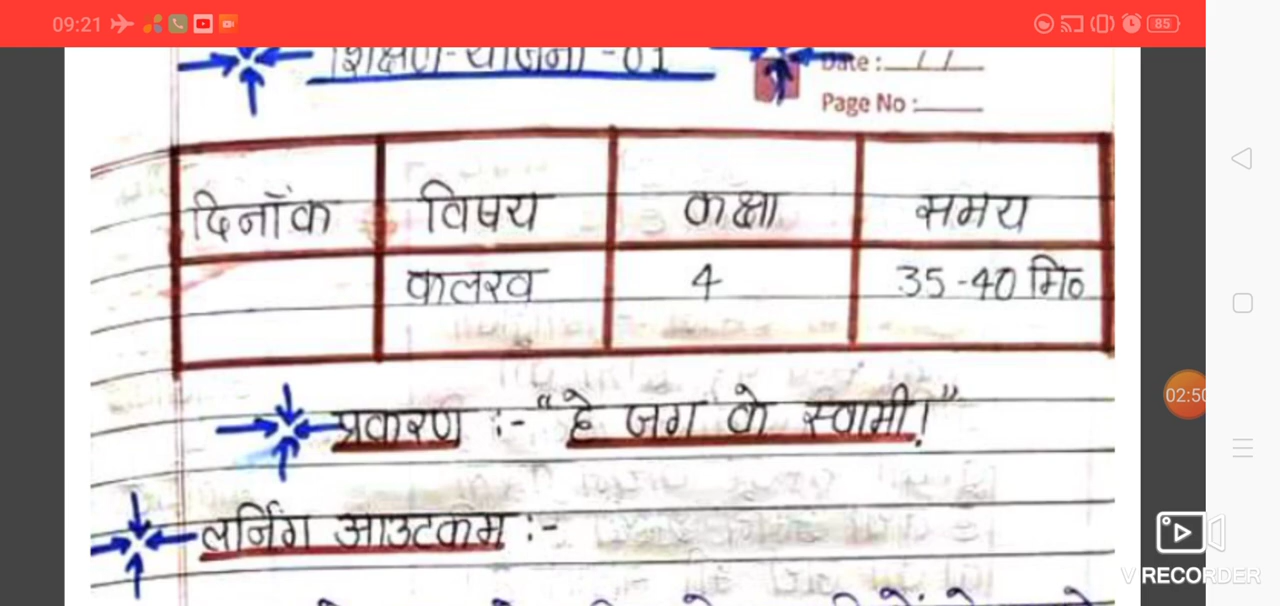 09:21
85
शिक्षण-योजना -01
Date : / /
Page No :
दिनाँक विषय कक्षा समय
कलरव 4 35-40 मि०
प्रकरण :- "हे जग के स्वामी!"
लर्निंग आउटकम :-
02:50
V RECORDER